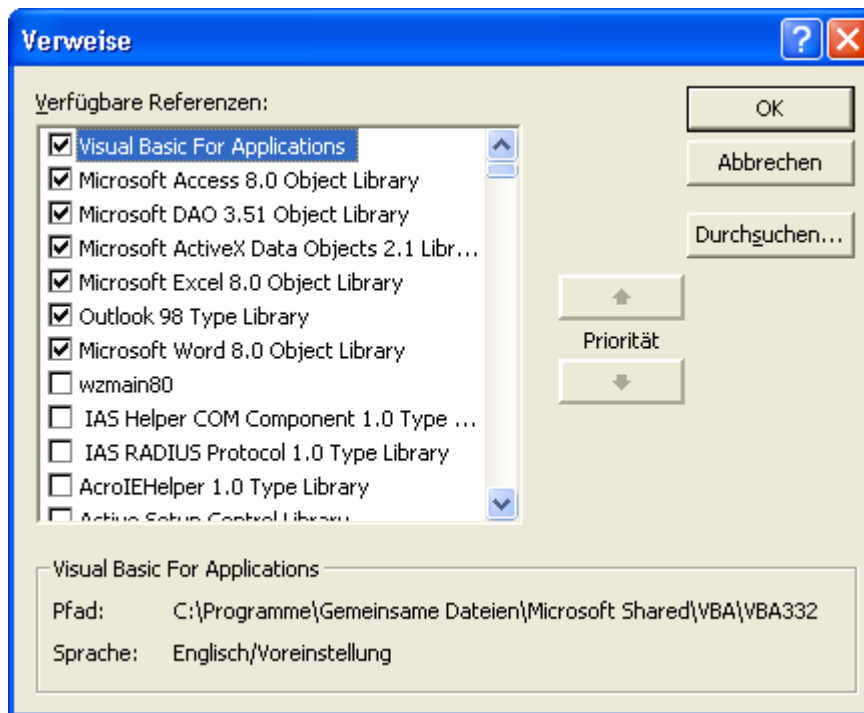 Verweise
Verfügbare Referenzen:
Visual Basic For Applications
Microsoft Access 8.0 Object Library
Microsoft DAO 3.51 Object Library
Microsoft ActiveX Data Objects 2.1 Libr...
Microsoft Excel 8.0 Object Library
Outlook 98 Type Library
Microsoft Word 8.0 Object Library
wzmain80
IAS Helper COM Component 1.0 Type ...
IAS RADIUS Protocol 1.0 Type Library
AcroIEHelper 1.0 Type Library
Active Setup Control Library
OK
Abbrechen
Durchsuchen...
Priorität
Visual Basic For Applications
Pfad: C:\Programme\Gemeinsame Dateien\Microsoft Shared\VBA\VBA332
Sprache: Englisch/Voreinstellung